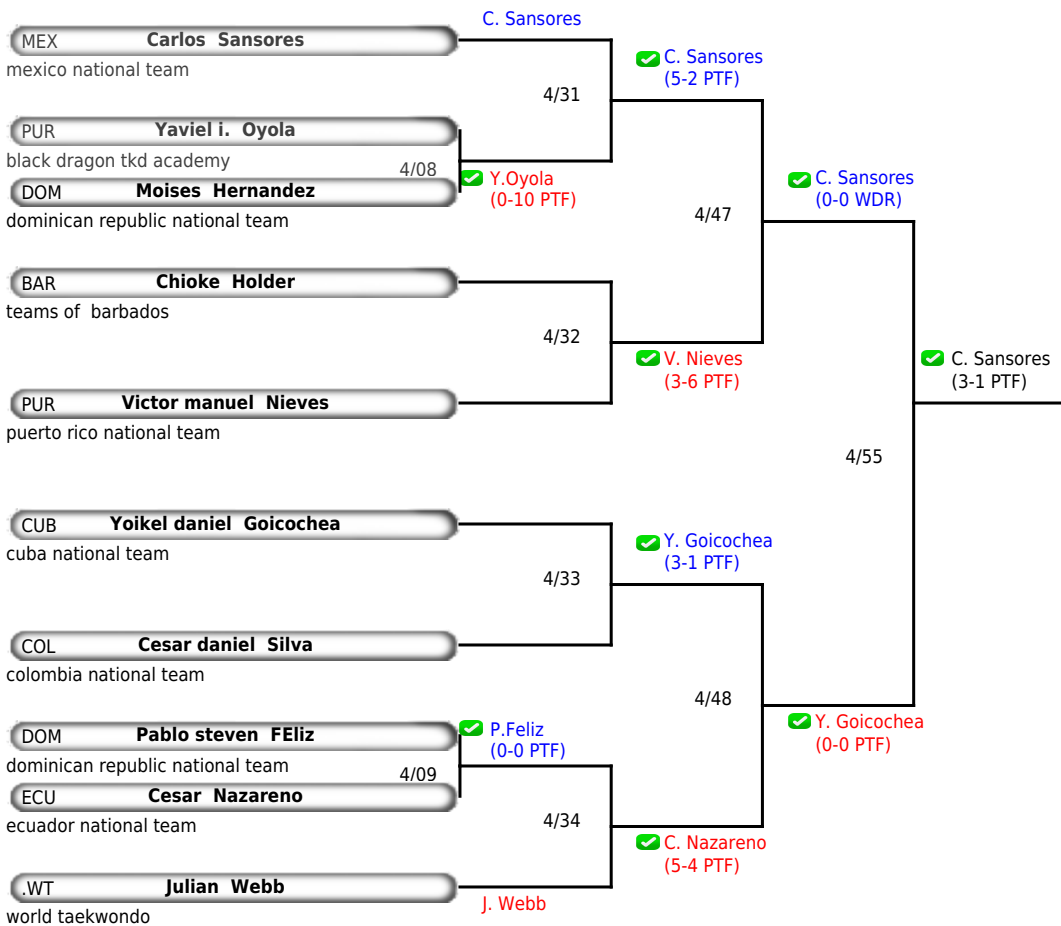 C. Sansores
MEX Carlos Sansores
mexico national team
C. Sansores
(5-2 PTF)
4/31
PUR Yaviel i. Oyola
black dragon tkd academy
4/08
Y.Oyola
(0-10 PTF)
DOM Moises Hernandez
dominican republic national team
C. Sansores
(0-0 WDR)
4/47
BAR Chioke Holder
teams of barbados
4/32
V. Nieves
(3-6 PTF)
C. Sansores
(3-1 PTF)
PUR Victor manuel Nieves
puerto rico national team
4/55
CUB Yoikel daniel Goicochea
cuba national team
Y. Goicochea
(3-1 PTF)
4/33
COL Cesar daniel Silva
colombia national team
4/48
Y. Goicochea
(0-0 PTF)
DOM Pablo steven FEliz
dominican republic national team
P.Feliz
(0-0 PTF)
4/09
ECU Cesar Nazareno
ecuador national team
4/34
C. Nazareno
(5-4 PTF)
.WT Julian Webb
world taekwondo
J. Webb